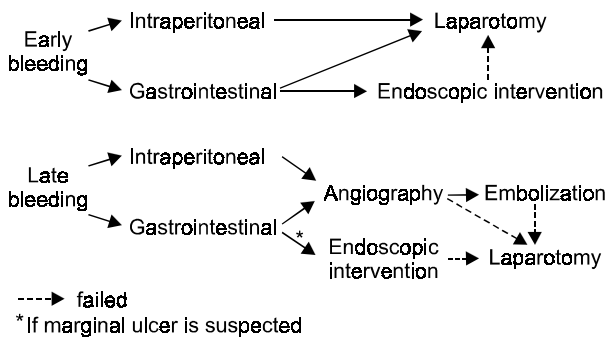 Intraperitoneal
Laparotomy
Early
bleeding
Gastrointestinal
Endoscopic intervention
Intraperitoneal
Late
bleeding
Angiography
Embolization
Gastrointestinal
*
Endoscopic
intervention
Laparotomy
failed
*If marginal ulcer is suspected